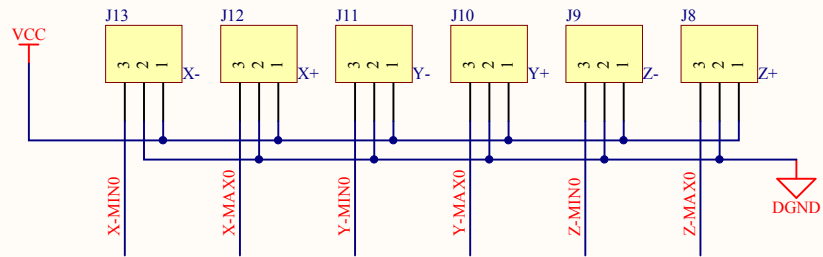 J13 J12 J11 J10 J9 J8
VCC
3 2 1 X- 3 2 1 X+ 3 2 1 Y- 3 2 1 Y+ 3 2 1 Z- 3 2 1 Z+
X-MIN0 X-MAX0 Y-MIN0 Y-MAX0 Z-MIN0 Z-MAX0
DGND